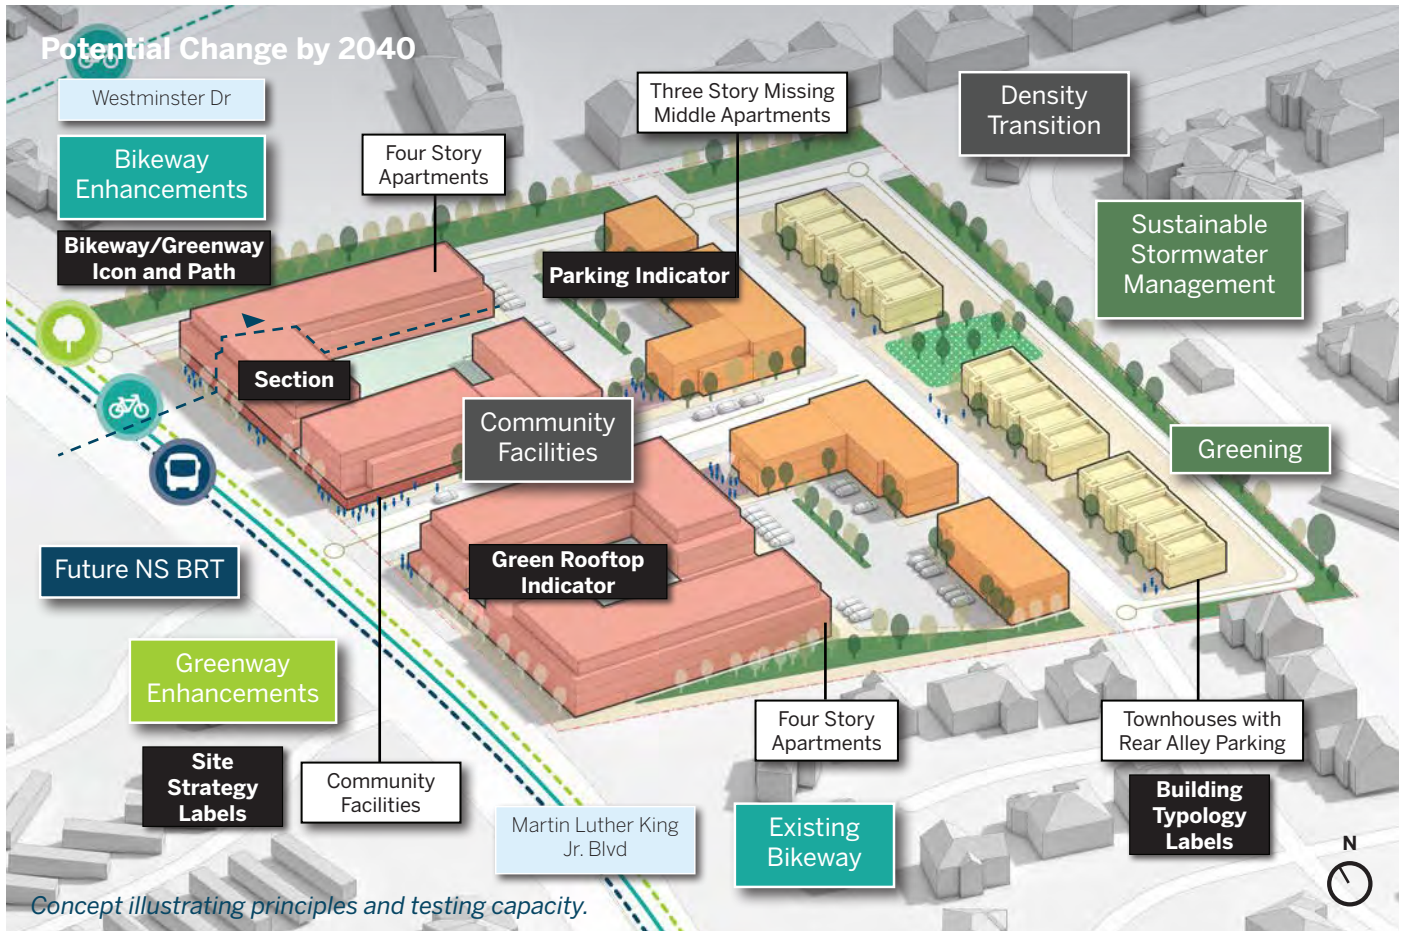 Potential Change by 2040
Westminster Dr
Bikeway
Enhancements
Bikeway/Greenway
Icon and Path
Four Story
Apartments
Three Story Missing
Middle Apartments
Density
Transition
Sustainable
Stormwater
Management
Parking Indicator
Section
Community
Facilities
Greening
Green Rooftop
Indicator
Future NS BRT
Greenway
Enhancements
Site
Strategy
Labels
Community
Facilities
Four Story
Apartments
Townhouses with
Rear Alley Parking
Building
Typology
Labels
Martin Luther King
Jr. Blvd
Existing
Bikeway
N
Concept illustrating principles and testing capacity.